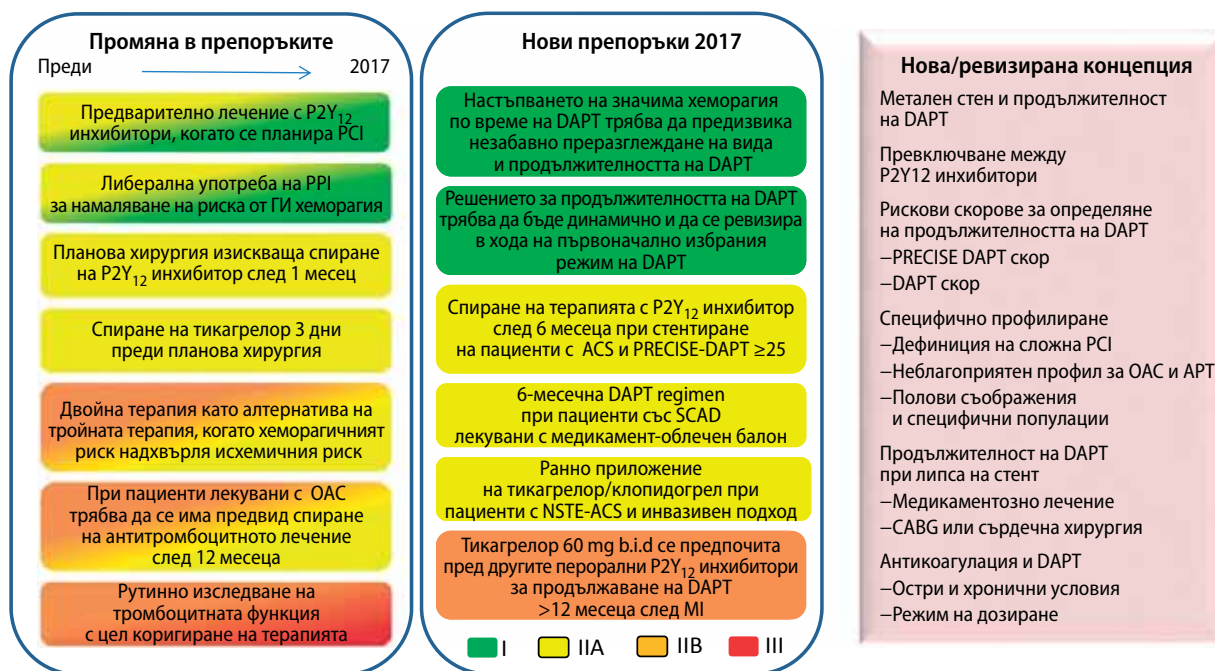 Промяна в препоръките
Преди
2017
Предварително лечение с P2Y12
инхибитори, когато се планира PCI
Либерална употреба на PPI
за намаляване на риска от ГИ хеморагия
Планова хирургия изискваща спиране
на P2Y12 инхибитор след 1 месец
Спиране на тикагрелор 3 дни
преди планова хирургия
Двойна терапия като алтернатива на
тройната терапия, когато хеморагичният
риск надхвърля исхемичния риск
При пациенти лекувани с ОАС
трябва да се има предвид спиране
на антитромбоцитното лечение
след 12 месеца
Рутинно изследване на
тромбоцитната функция
с цел коригиране на терапията
Нови препоръки 2017
Настъпването на значима хеморагия
по време на DAPT трябва да предизвика
незабавно преразглеждане на вида
и продължителността на DAPT
Решението за продължителността на DAPT
трябва да бъде динамично и да се ревизира
в хода на първоначално избрания
режим на DAPT
Спиране на терапията с P2Y12 инхибитор
след 6 месеца при стентиране
на пациенти с ACS и PRECISE-DAPT ≥25
6-месечна DAPT regimen
при пациенти със SCAD
лекувани с медикамент-облечен балон
Ранно приложение
на тикагрелор/клопидогрел при
пациенти с NSTE-ACS и инвазивен подход
Тикагрелор 60 mg b.i.d се предпочита
пред другите перорални P2Y12 инхибитори
за продължаване на DAPT
>12 месеца след MI
I IIA IIB III
Нова/ревизирана концепция
Метален стен и продължителност
на DAPT
Превключване между
P2Y12 инхибитори
Рискови скорове за определяне
на продължителността на DAPT
–PRECISE DAPT скор
–DAPT скор
Специфично профилиране
–Дефиниция на сложна PCI
–Неблагоприятен профил за ОАС и АРТ
–Полови съображения
и специфични популации
Продължителност на DAPT
при липса на стент
–Медикаментозно лечение
–CABG или сърдечна хирургия
Антикоагулация и DAPT
–Остри и хронични условия
–Режим на дозиране